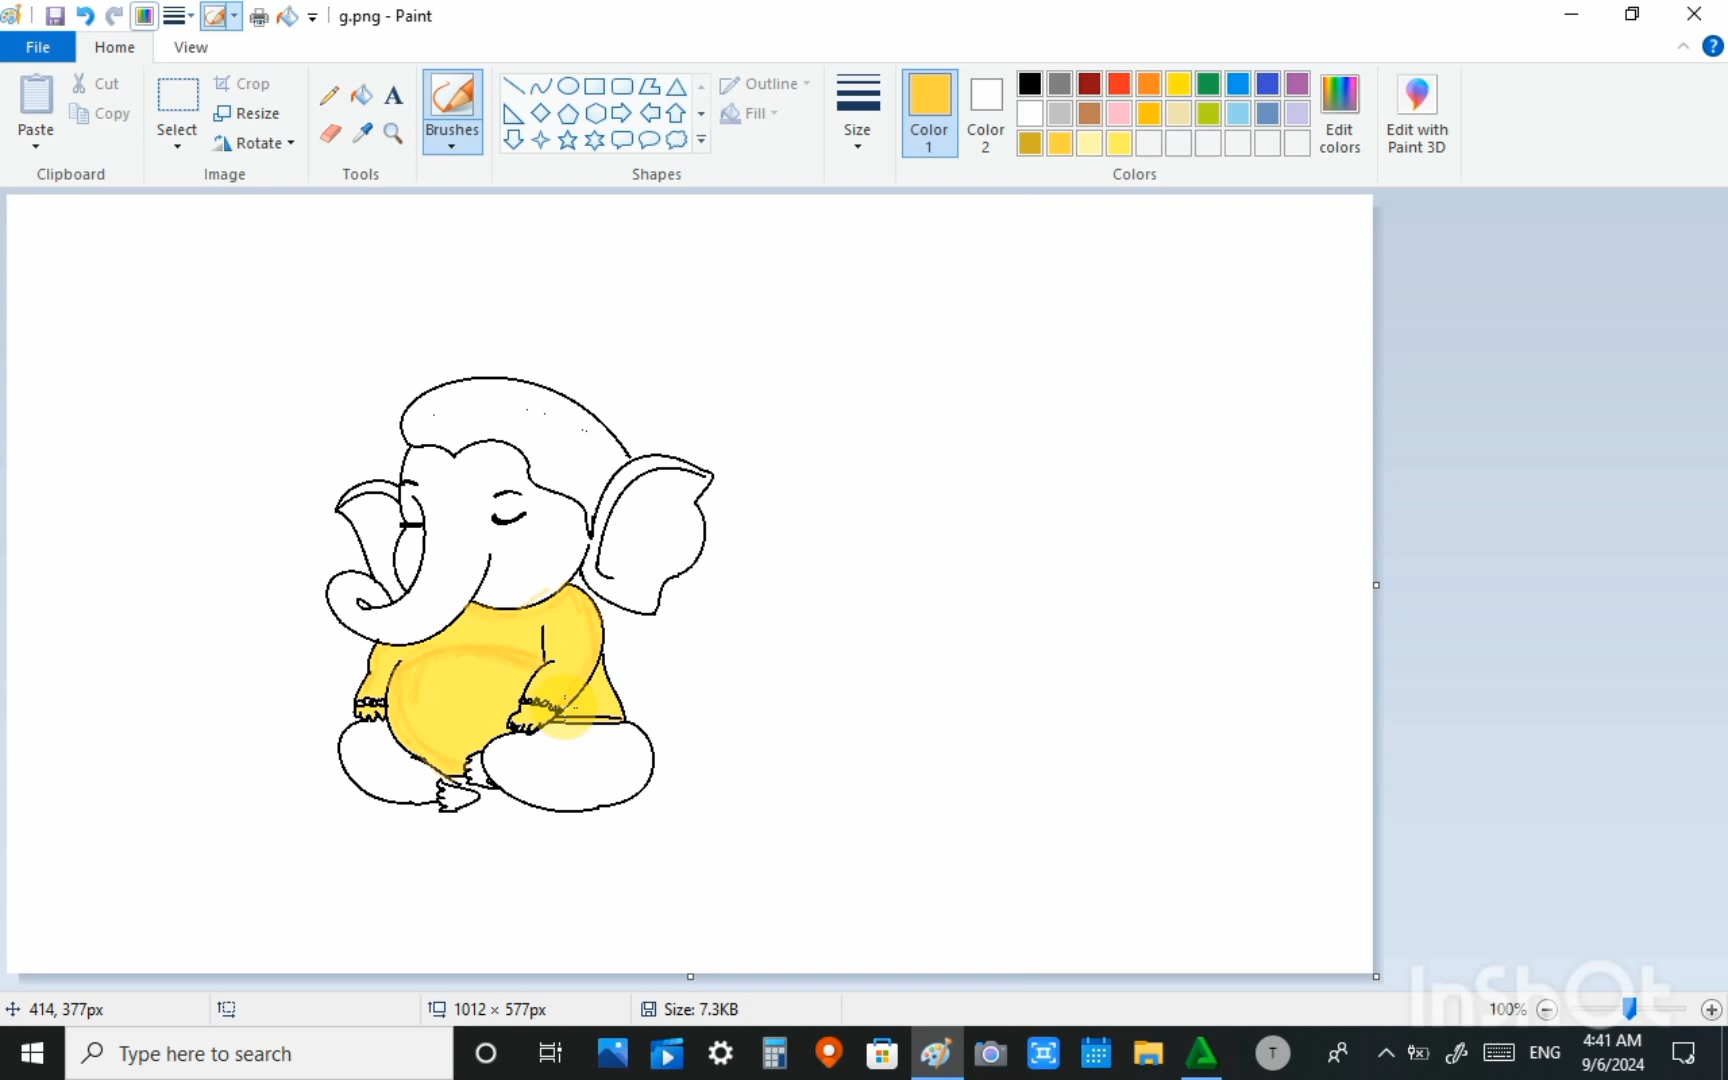 g.png - Paint
File
Home
View
Paste
Cut
Copy
Clipboard
Select
Crop
Resize
Rotate
Image
A
Tools
Brushes
Outline
Fill
Shapes
Size
Color 1
Color 2
Edit colors
Colors
Edit with Paint 3D
?
414, 377px
1012 × 577px
Size: 7.3KB
100%
InShOt
Type here to search
T
ENG
4:41 AM
9/6/2024